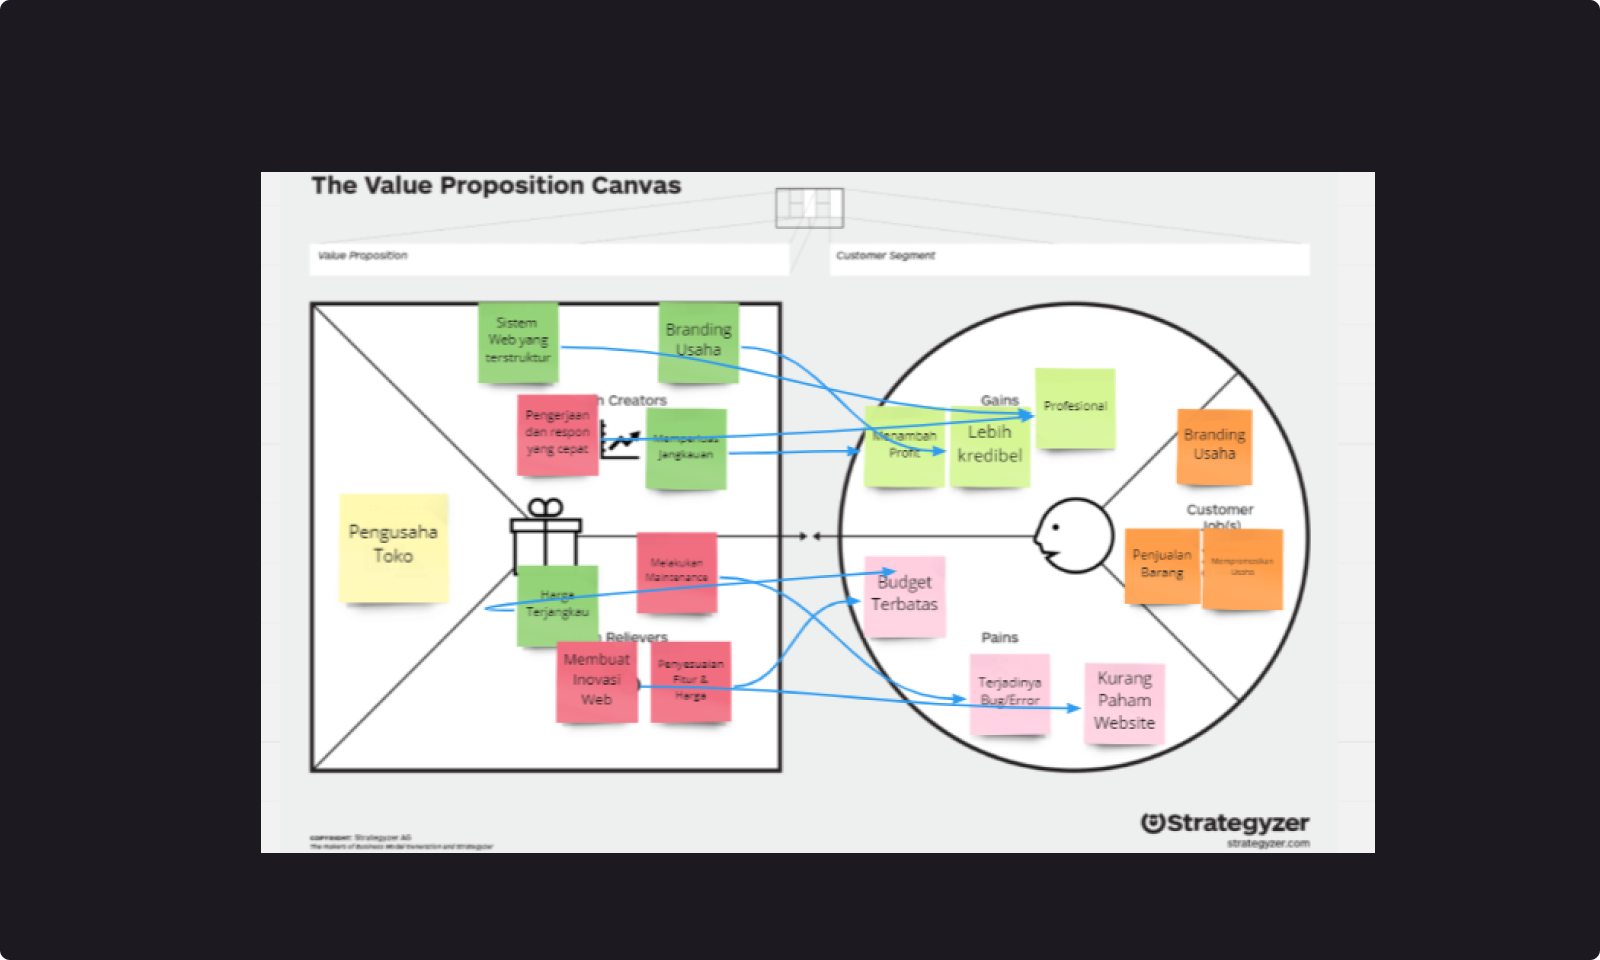 The Value Proposition Canvas
Value Proposition
Customer Segment
Sistem
Web yang
terstruktur
Branding
Usaha
Pengerjaan
dan respon
yang cepat
n Creators
Memperluas
Jangkauan
Pengusaha
Toko
Melakukan
Maintenance
Harga
Terjangkau
n Relievers
Membuat
Inovasi
Web
Penyesuaian
Fitur &
Harga
Gains
Profesional
Menambah
Profit
Lebih
kredibel
Branding
Usaha
Customer
Job(s)
Penjualan
Barang
Mempromosikan
Usaha
Budget
Terbatas
Pains
Terjadinya
Bug/Error
Kurang
Paham
Website
COPYRIGHT: Strategyzer AG
The makers of Business Model Generation and Strategyzer
Strategyzer
strategyzer.com